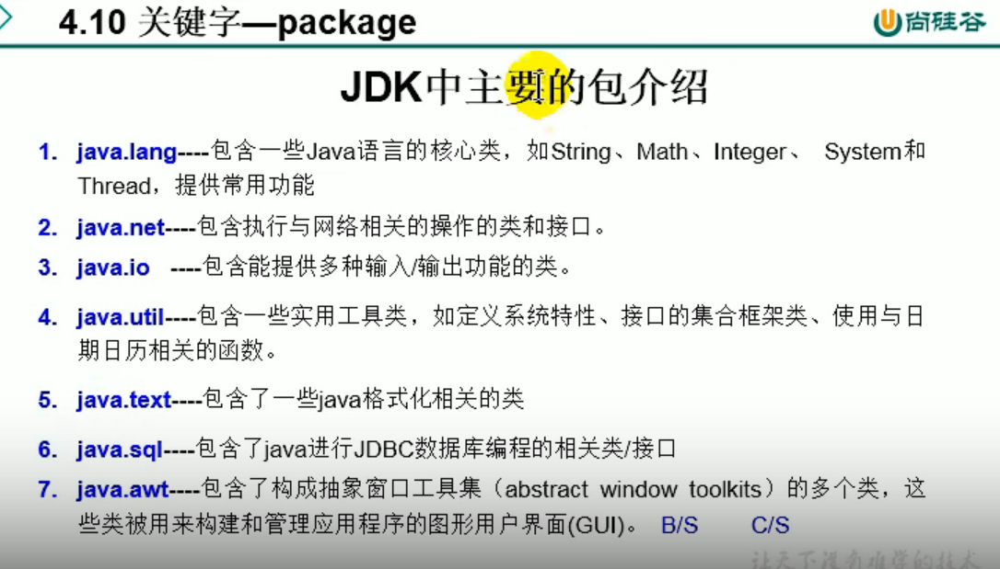 4.10 关键字—package
尚硅谷
JDK中主要的包介绍
1. java.lang----包含一些Java语言的核心类，如String、Math、Integer、 System和
Thread，提供常用功能
2. java.net----包含执行与网络相关的操作的类和接口。
3. java.io ----包含能提供多种输入/输出功能的类。
4. java.util----包含一些实用工具类，如定义系统特性、接口的集合框架类、使用与日
期日历相关的函数。
5. java.text----包含了一些java格式化相关的类
6. java.sql----包含了java进行JDBC数据库编程的相关类/接口
7. java.awt----包含了构成抽象窗口工具集（abstract window toolkits）的多个类，这
些类被用来构建和管理应用程序的图形用户界面(GUI)。 B/S C/S
让天下没有难学的技术